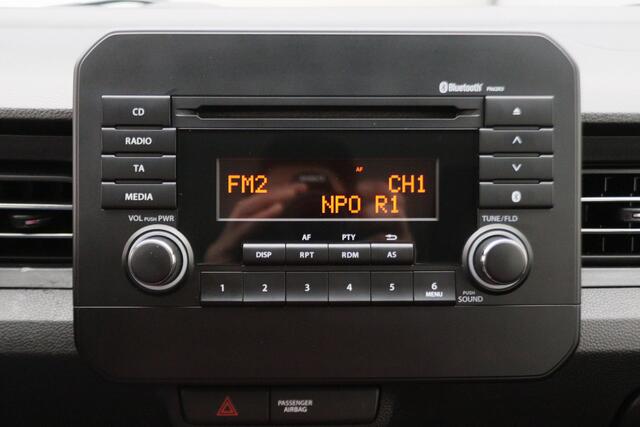 Bluetooth
CD
RADIO
TA
MEDIA
VOL PUSH PWR
AF
FM2 CH1
NPO R1
TUNE/FLD
AF PTY
DISP RPT RDM AS
1 2 3 4 5 6
MENU
PUSH
SOUND
PASSENGER
AIRBAG